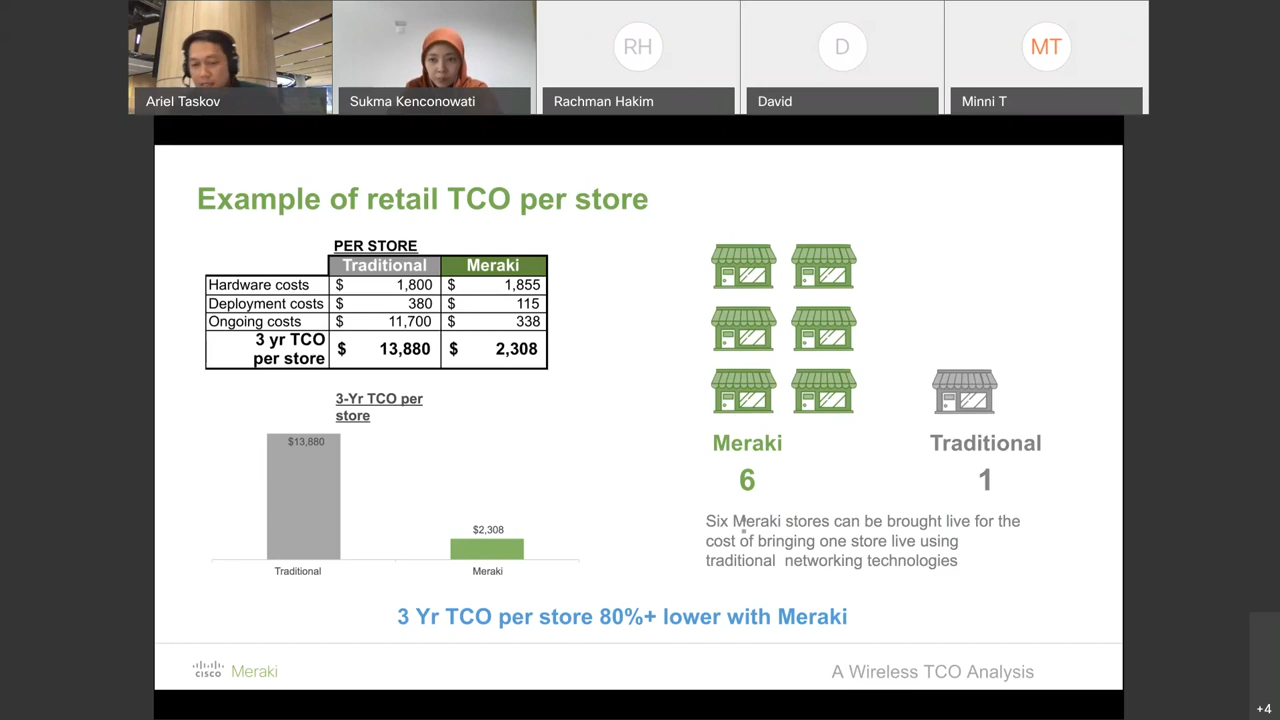 RH
D
MT
Ariel Taskov
Sukma Kenconowati
Rachman Hakim
David
Minni T
Example of retail TCO per store
PER STORE
Traditional Meraki
Hardware costs $ 1,800 $ 1,855
Deployment costs $ 380 $ 115
Ongoing costs $ 11,700 $ 338
3 yr TCO
per store $ 13,880 $ 2,308
3-Yr TCO per
store
$13,880
$2,308
Traditional
Meraki
Meraki
6
Traditional
1
Six Meraki stores can be brought live for the
cost of bringing one store live using
traditional networking technologies
3 Yr TCO per store 80%+ lower with Meraki
CISCO Meraki
A Wireless TCO Analysis
+4